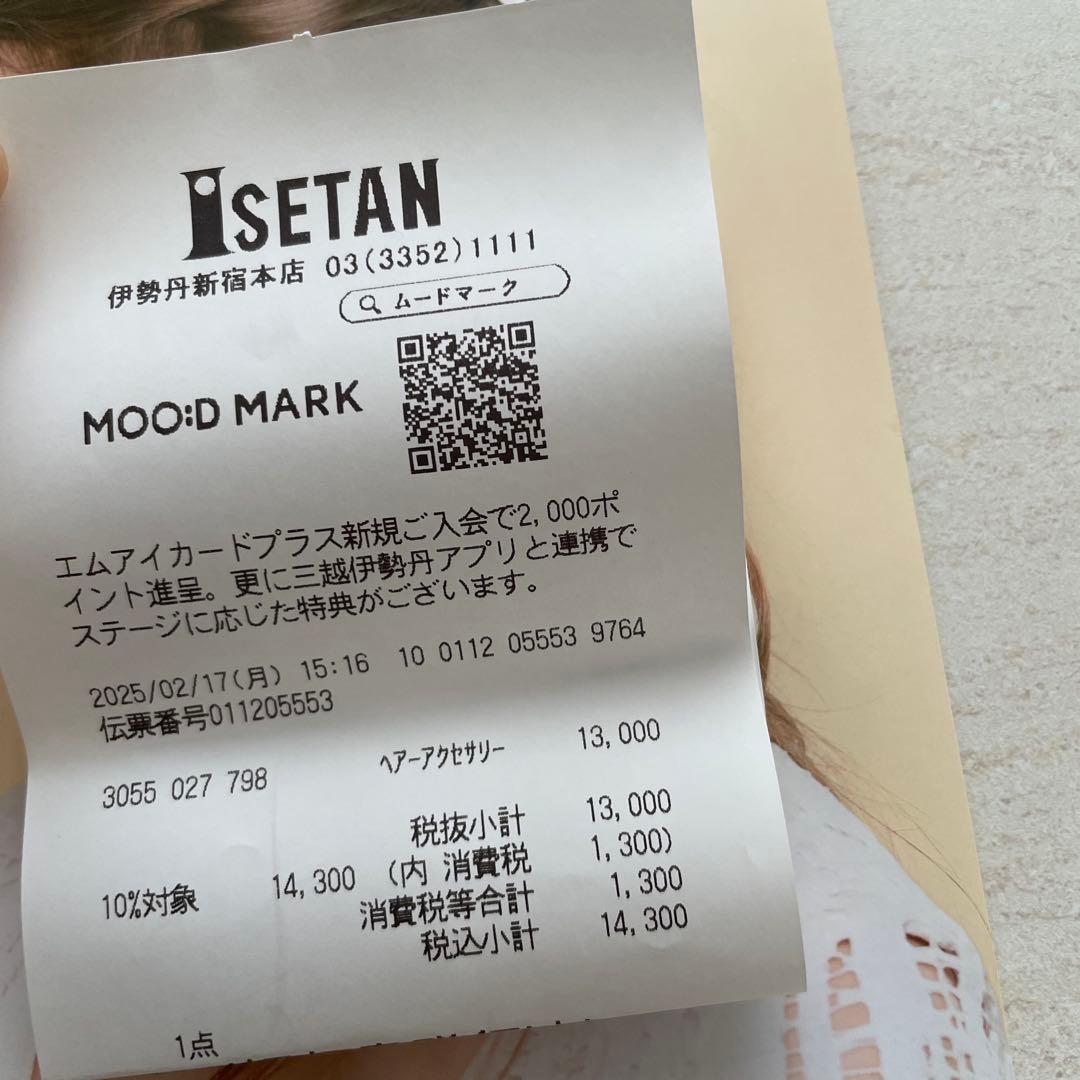 ISETAN
伊勢丹新宿本店 03(3352)1111
ムードマーク
MOO:D MARK
エムアイカードプラス新規ご入会で2,000ポ
イント進呈。更に三越伊勢丹アプリと連携で
ステージに応じた特典がございます。
2025/02/17(月) 15:16 10 0112 05553 9764
伝票番号011205553
3055 027 798 ヘアーアクセサリー 13,000
税抜小計 13,000
10%対象 14,300 (内 消費税 1,300)
消費税等合計 1,300
税込小計 14,300
1点